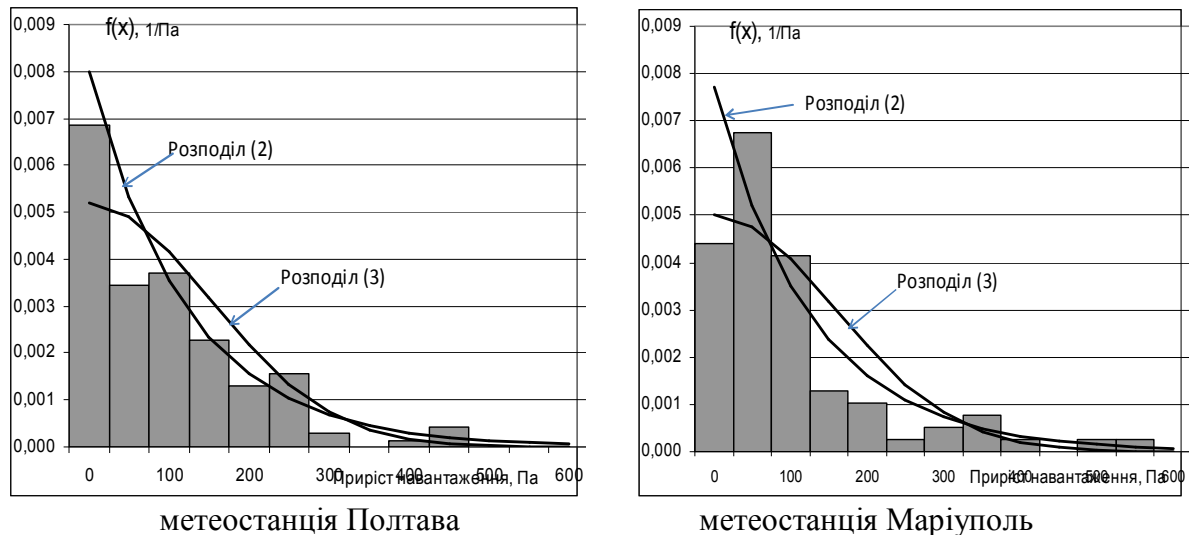 0,009
f(x), 1/Па
0,008
0,007
0,006
0,005
0,004
0,003
0,002
0,001
0,000
Розподіл (2)
Розподіл (3)
0 100 200 300 400 500 600
Приріст навантаження, Па
метеостанція Полтава
0,009
f(x), 1/Па
0,008
0,007
0,006
0,005
0,004
0,003
0,002
0,001
0,000
Розподіл (2)
Розподіл (3)
0 100 200 300 400 500 600
Приріст навантаження, Па
метеостанція Маріуполь